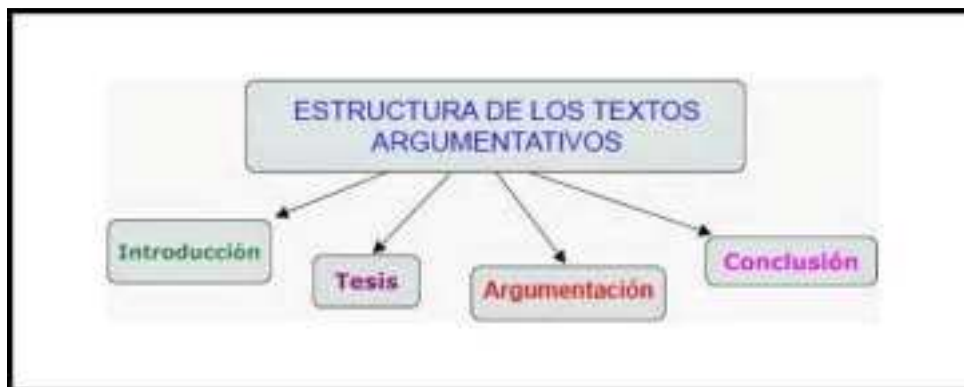 ESTRUCTURA DE LOS TEXTOS
ARGUMENTATIVOS
Introducción
Tesis
Argumentación
Conclusión